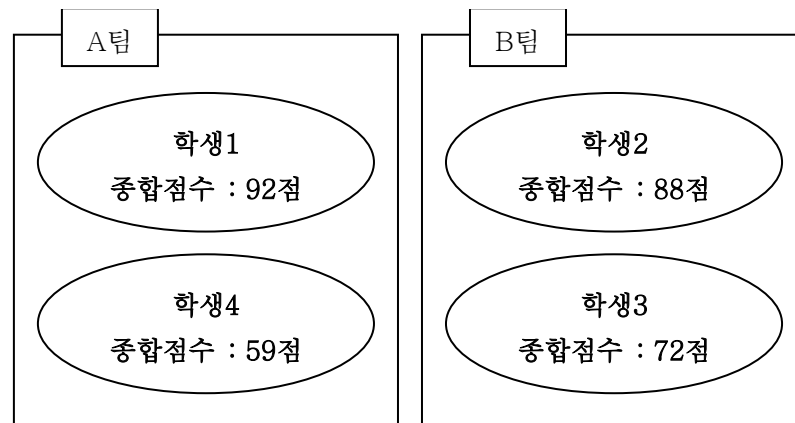 A팀
학생1
종합점수 : 92점
학생4
종합점수 : 59점
B팀
학생2
종합점수 : 88점
학생3
종합점수 : 72점